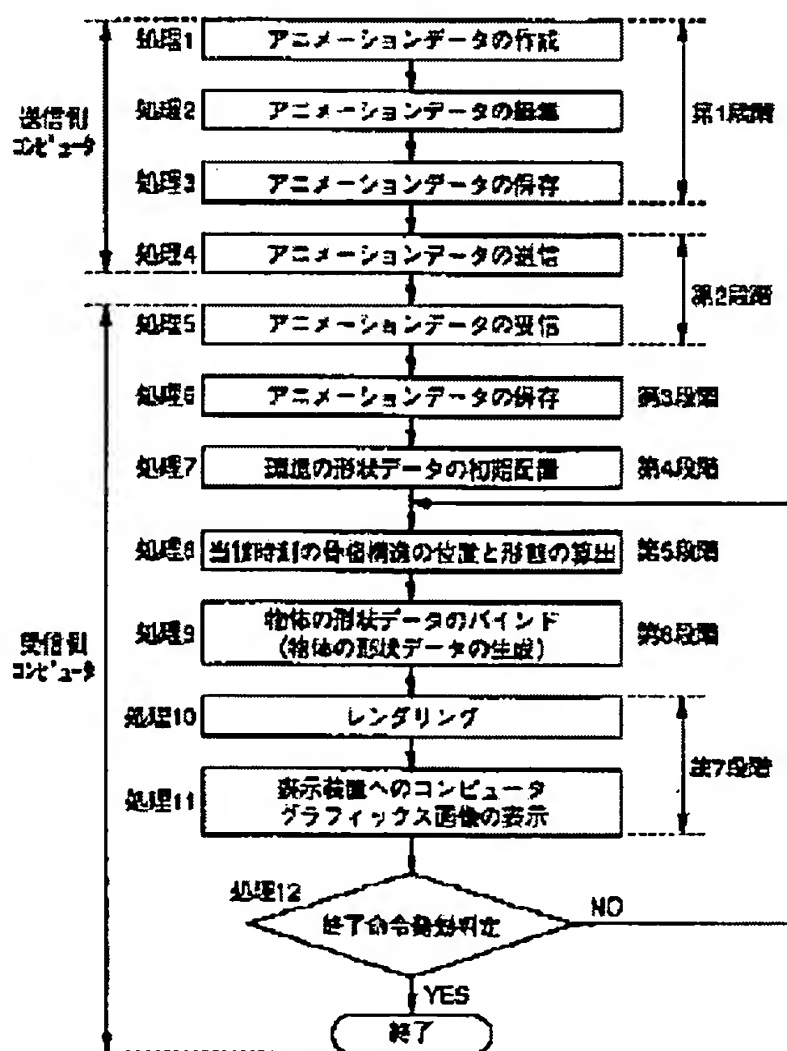 処理1 アニメーションデータの作成
送信側
コンピュータ
処理2 アニメーションデータの編集
第1段階
処理3 アニメーションデータの保存
処理4 アニメーションデータの送信
第2段階
処理5 アニメーションデータの受信
処理6 アニメーションデータの保存 第3段階
処理7 環境の形状データの初期配置 第4段階
処理8 当該時刻の骨格構造の位置と形態の算出 第5段階
受信側
コンピュータ
処理9 物体の形状データのバインド
(物体の形状データの生成) 第6段階
処理10 レンダリング
第7段階
処理11 表示装置へのコンピュータ
グラフィックス画像の表示
処理12
終了命令 判定
NO
YES
終了